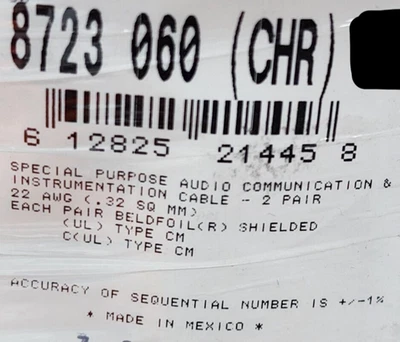 8723 060 (CHR)
6 12825 21445 8
SPECIAL PURPOSE AUDIO COMMUNICATION &
INSTRUMENTATION CABLE - 2 PAIR
22 AWG (.32 SQ MM)
EACH PAIR BELDFOIL(R) SHIELDED
(UL) TYPE CM
C(UL) TYPE CM
ACCURACY OF SEQUENTIAL NUMBER IS +/-1%
* MADE IN MEXICO *